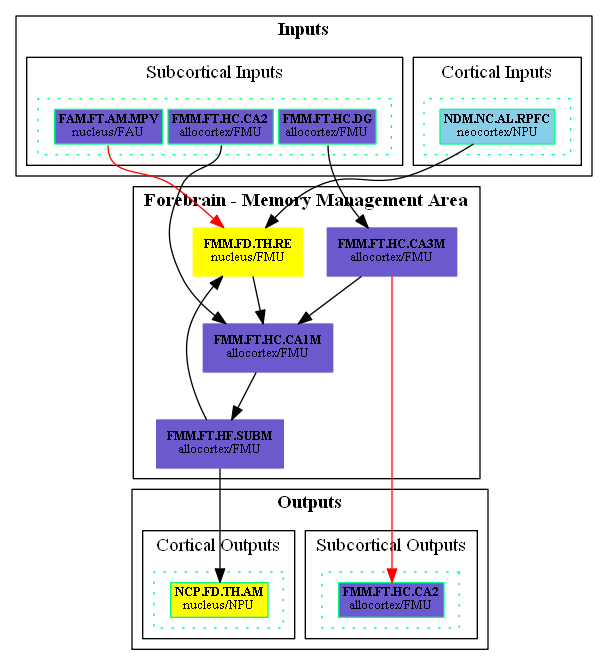 Inputs
Subcortical Inputs
Cortical Inputs
FAM.FT.AM.MPV
nucleus/FAU
FMM.FT.HC.CA2
allocortex/FMU
FMM.FT.HC.DG
allocortex/FMU
NDM.NC.AL.RPFC
neocortex/NPU
Forebrain - Memory Management Area
FMM.FD.TH.RE
nucleus/FMU
FMM.FT.HC.CA3M
allocortex/FMU
FMM.FT.HC.CA1M
allocortex/FMU
FMM.FT.HF.SUBM
allocortex/FMU
Outputs
Cortical Outputs
Subcortical Outputs
NCP.FD.TH.AM
nucleus/NPU
FMM.FT.HC.CA2
allocortex/FMU